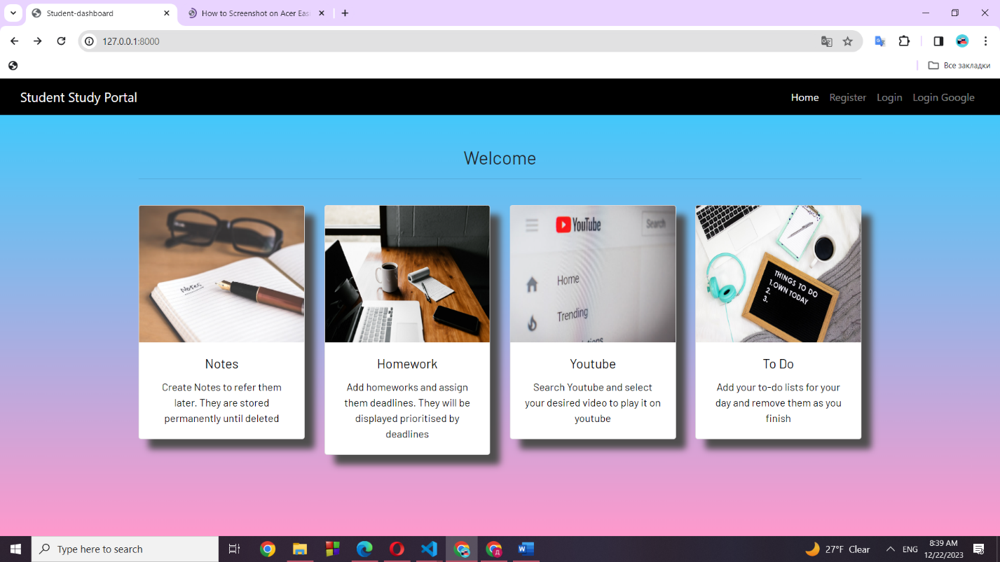 Student-dashboard
How to Screenshot on Acer Easi
127.0.0.1:8000
Все закладки
Student Study Portal
Home
Register
Login
Login Google
Welcome
Notes
YouTube
Search
Home
Trending
THINGS TO DO
1.OWN TODAY
2.
3.
Notes
Create Notes to refer them
later. They are stored
permanently until deleted
Homework
Add homeworks and assign
them deadlines. They will be
displayed prioritised by
deadlines
Youtube
Search Youtube and select
your desired video to play it on
youtube
To Do
Add your to-do lists for your
day and remove them as you
finish
Type here to search
27°F Clear
ENG
8:39 AM
12/22/2023